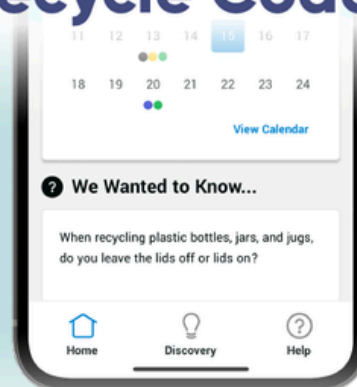 ecycle Cod
11 12 13 14 15 16 17
18 19 20 21 22 23 24
View Calendar
? We Wanted to Know...
When recycling plastic bottles, jars, and jugs,
do you leave the lids off or lids on?
Home Discovery ? Help